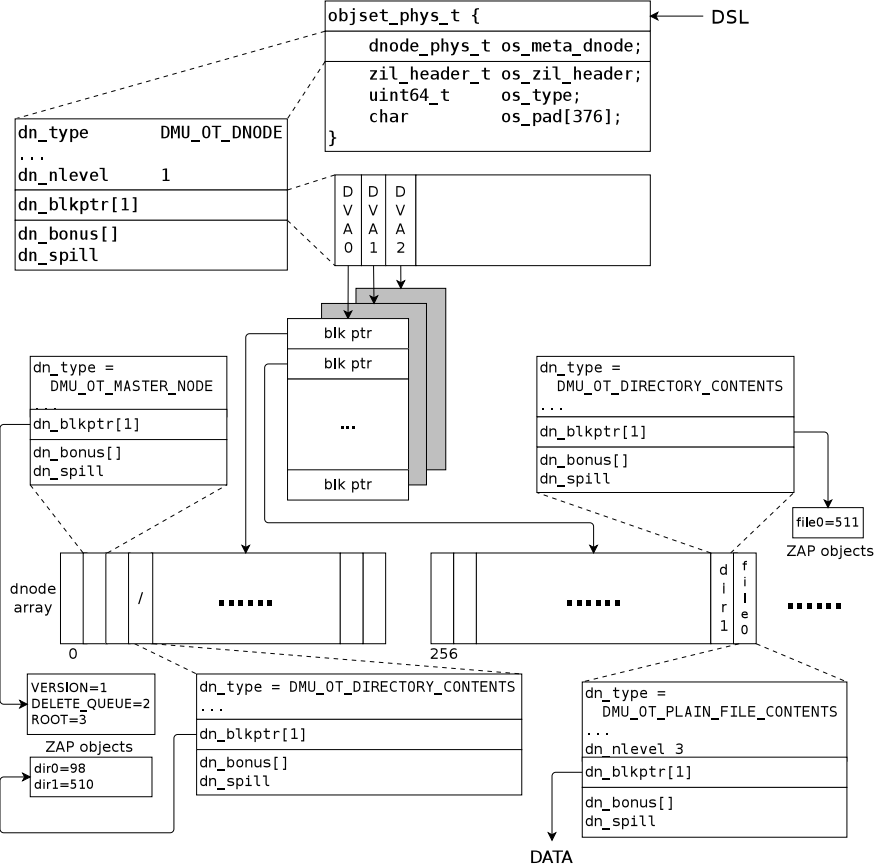 objset_phys_t {
DSL
dnode_phys_t os_meta_dnode;
zil_header_t os_zil_header;
uint64_t os_type;
char os_pad[376];
}
dn_type DMU_OT_DNODE
...
dn_nlevel 1
dn_blkptr[1]
dn_bonus[]
dn_spill
DVA0
DVA1
DVA2
blk ptr
blk ptr
...
blk ptr
dn_type =
DMU_OT_MASTER_NODE
...
dn_blkptr[1]
dn_bonus[]
dn_spill
dn_type =
DMU_OT_DIRECTORY_CONTENTS
...
dn_blkptr[1]
dn_bonus[]
dn_spill
file0=511
ZAP objects
dnode
array
/
......
......
dir1
file0
......
0
256
VERSION=1
DELETE_QUEUE=2
ROOT=3
ZAP objects
dir0=98
dir1=510
dn_type = DMU_OT_DIRECTORY_CONTENTS
...
dn_blkptr[1]
dn_bonus[]
dn_spill
dn_type =
DMU_OT_PLAIN_FILE_CONTENTS
...
dn_nlevel 3
dn_blkptr[1]
dn_bonus[]
dn_spill
DATA